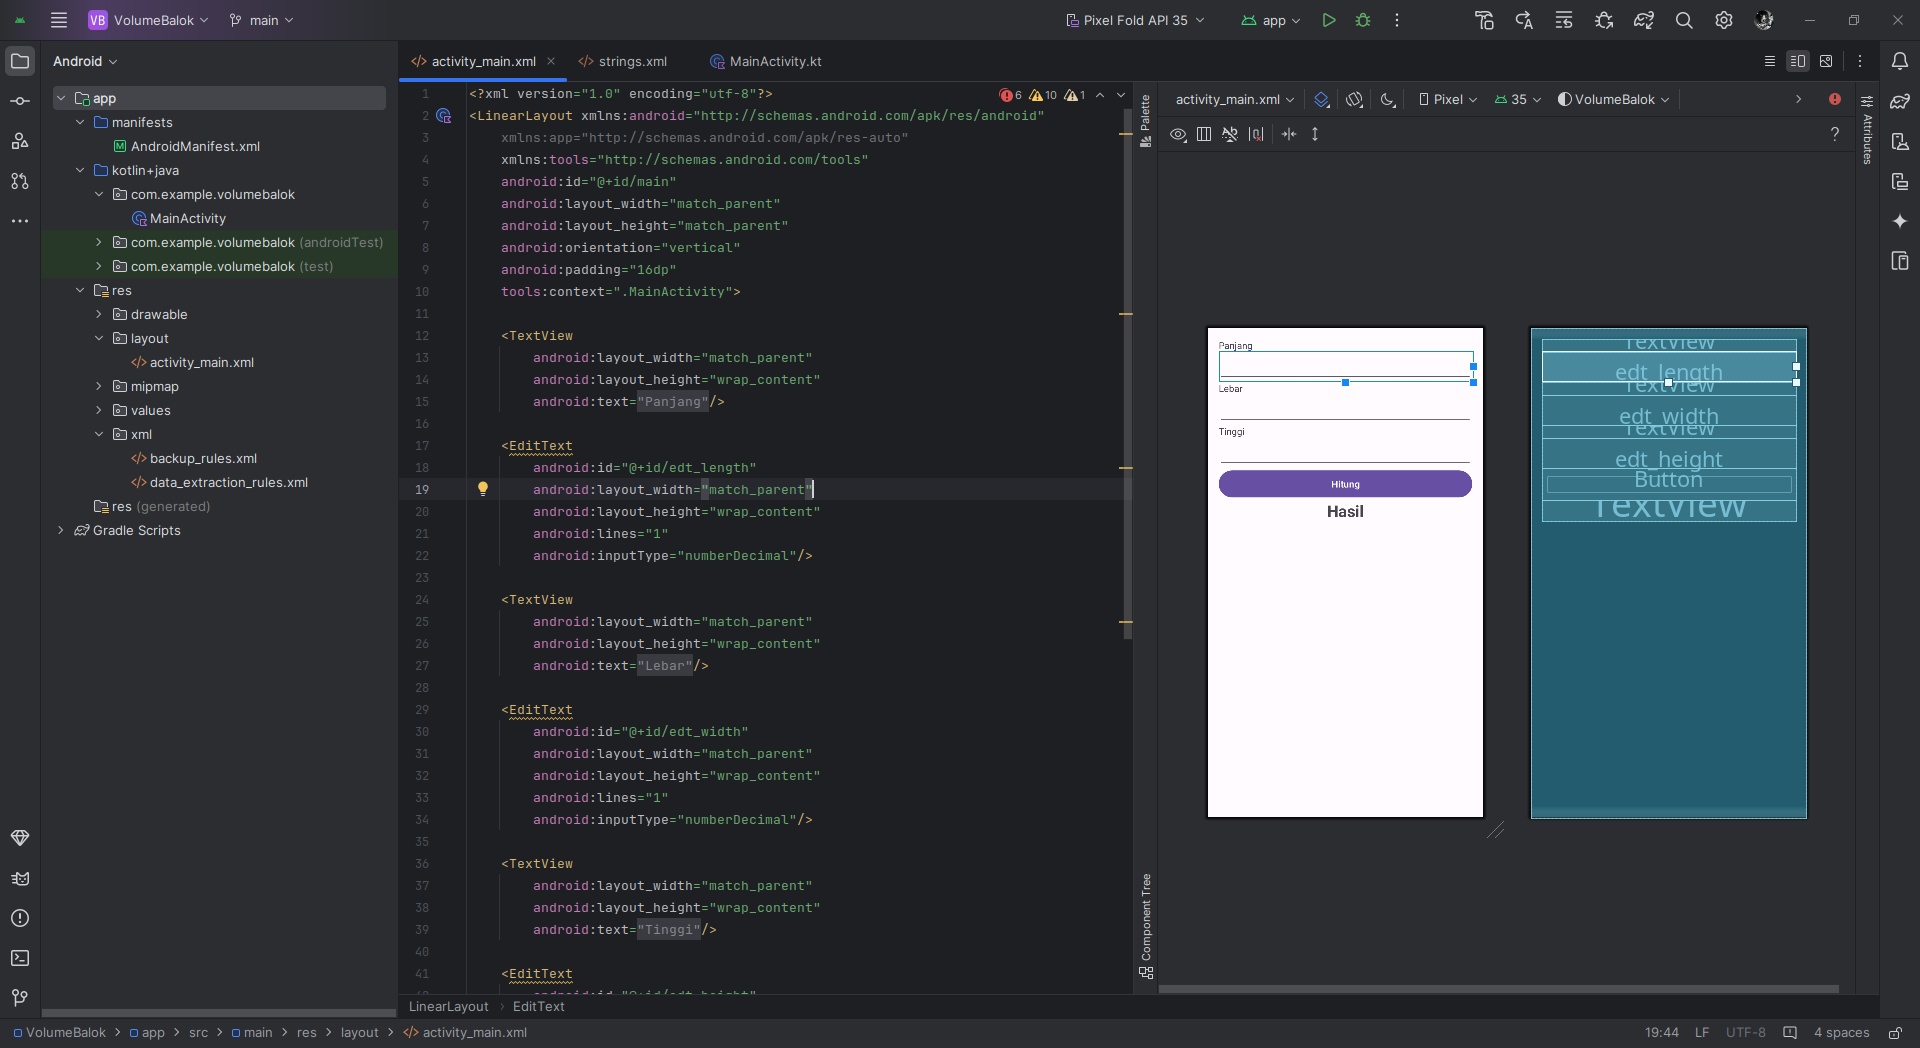 VB VolumeBalok main Pixel Fold API 35 app
Android
app
manifests
AndroidManifest.xml
kotlin+java
com.example.volumebalok
MainActivity
com.example.volumebalok (androidTest)
com.example.volumebalok (test)
res
drawable
layout
activity_main.xml
mipmap
values
xml
backup_rules.xml
data_extraction_rules.xml
res (generated)
Gradle Scripts
activity_main.xml strings.xml MainActivity.kt
6 10 1
1 <?xml version="1.0" encoding="utf-8"?>
2 <LinearLayout xmlns:android="http://schemas.android.com/apk/res/android"
3 xmlns:app="http://schemas.android.com/apk/res-auto"
4 xmlns:tools="http://schemas.android.com/tools"
5 android:id="@+id/main"
6 android:layout_width="match_parent"
7 android:layout_height="match_parent"
8 android:orientation="vertical"
9 android:padding="16dp"
10 tools:context=".MainActivity">
11
12 <TextView
13 android:layout_width="match_parent"
14 android:layout_height="wrap_content"
15 android:text="Panjang"/>
16
17 <EditText
18 android:id="@+id/edt_length"
19 android:layout_width="match_parent"
20 android:layout_height="wrap_content"
21 android:lines="1"
22 android:inputType="numberDecimal"/>
23
24 <TextView
25 android:layout_width="match_parent"
26 android:layout_height="wrap_content"
27 android:text="Lebar"/>
28
29 <EditText
30 android:id="@+id/edt_width"
31 android:layout_width="match_parent"
32 android:layout_height="wrap_content"
33 android:lines="1"
34 android:inputType="numberDecimal"/>
35
36 <TextView
37 android:layout_width="match_parent"
38 android:layout_height="wrap_content"
39 android:text="Tinggi"/>
40
41 <EditText
android:id="@+id/edt_height"
LinearLayout EditText
Palette
Component Tree
activity_main.xml Pixel 35 VolumeBalok
?
Attributes
Panjang
Lebar
Tinggi
Hitung
Hasil
TextView
edt_length
TextView
edt_width
TextView
edt_height
Button
TextView
VolumeBalok app src main res layout activity_main.xml
19:44 LF UTF-8 4 spaces